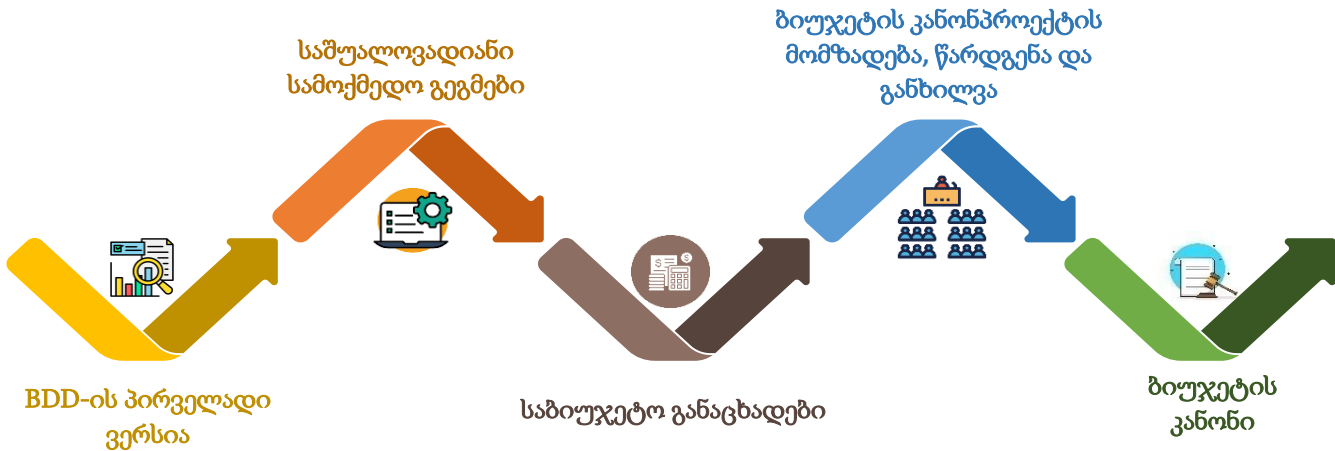 BDD-ის პირველადი
ვერსია
საშუალოვადიანი
სამოქმედო გეგმები
საბიუჯეტო განაცხადები
ბიუჯეტის კანონპროექტის
მომზადება, წარდგენა და
განხილვა
ბიუჯეტის
კანონი